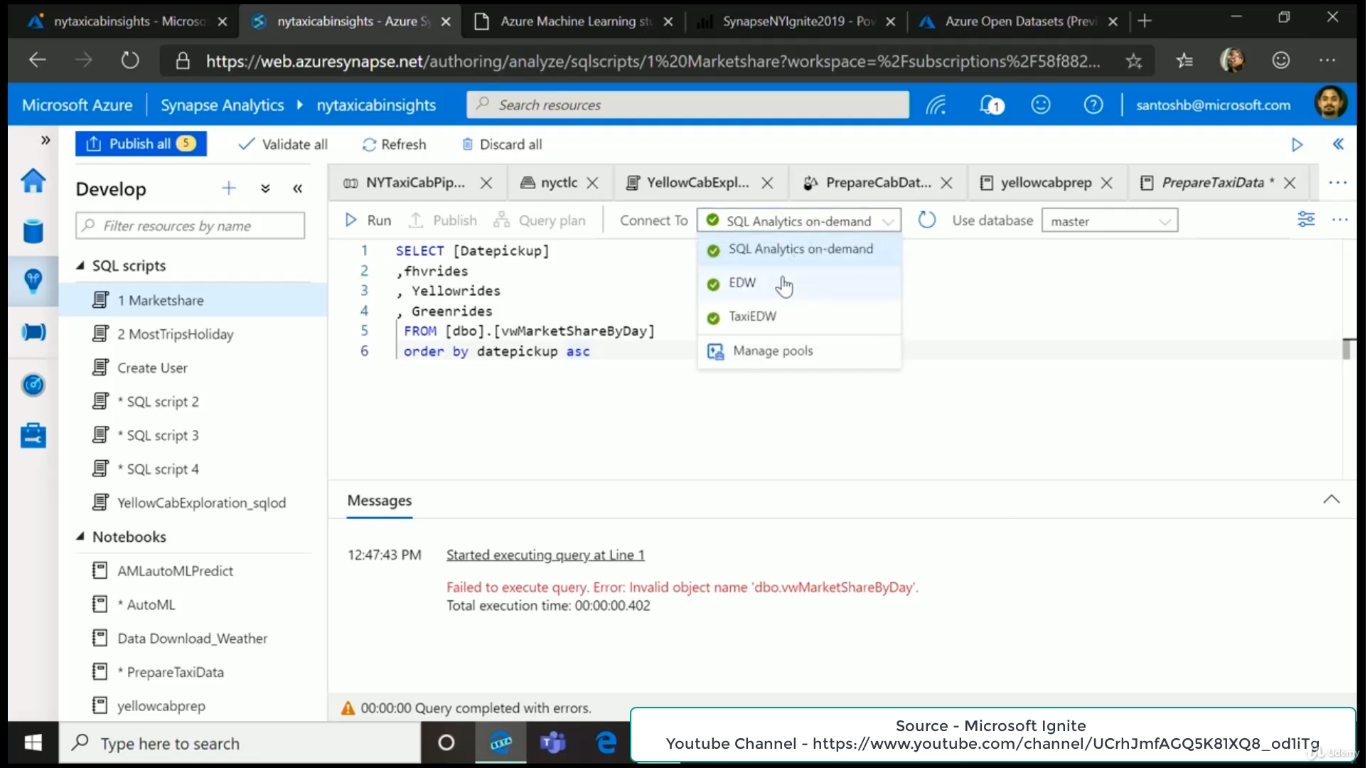 nytaxicabinsights - Microso
nytaxicabinsights - Azure Sy
Azure Machine Learning stu
SynapseNYIgnite2019 - Pow
Azure Open Datasets (Previ
https://web.azuresynapse.net/authoring/analyze/sqlscripts/1%20Marketshare?workspace=%2Fsubscriptions%2F58f882...
Microsoft Azure
Synapse Analytics
nytaxicabinsights
Search resources
1
santoshb@microsoft.com
Publish all 5
Validate all
Refresh
Discard all
Develop
Filter resources by name
SQL scripts
1 Marketshare
2 MostTripsHoliday
Create User
* SQL script 2
* SQL script 3
* SQL script 4
YellowCabExploration_sqlod
Notebooks
AMLautoMLPredict
* AutoML
Data Download_Weather
* PrepareTaxiData
yellowcabprep
NYTaxiCabPip...
nyctlc
YellowCabExpl...
PrepareCabDat...
yellowcabprep
PrepareTaxiData *
Run
Publish
Query plan
Connect To
SQL Analytics on-demand
Use database
master
SQL Analytics on-demand
EDW
TaxiEDW
Manage pools
1 SELECT [Datepickup]
2 ,fhvrides
3 , Yellowrides
4 , Greenrides
5 FROM [dbo].[vwMarketShareByDay]
6 order by datepickup asc
Messages
12:47:43 PM
Started executing query at Line 1
Failed to execute query. Error: Invalid object name 'dbo.vwMarketShareByDay'.
Total execution time: 00:00:00.402
00:00:00 Query completed with errors.
Type here to search
Source - Microsoft Ignite
Youtube Channel - https://www.youtube.com/channel/UCrhJmfAGQ5K81XQ8_od1iTg
Udemy